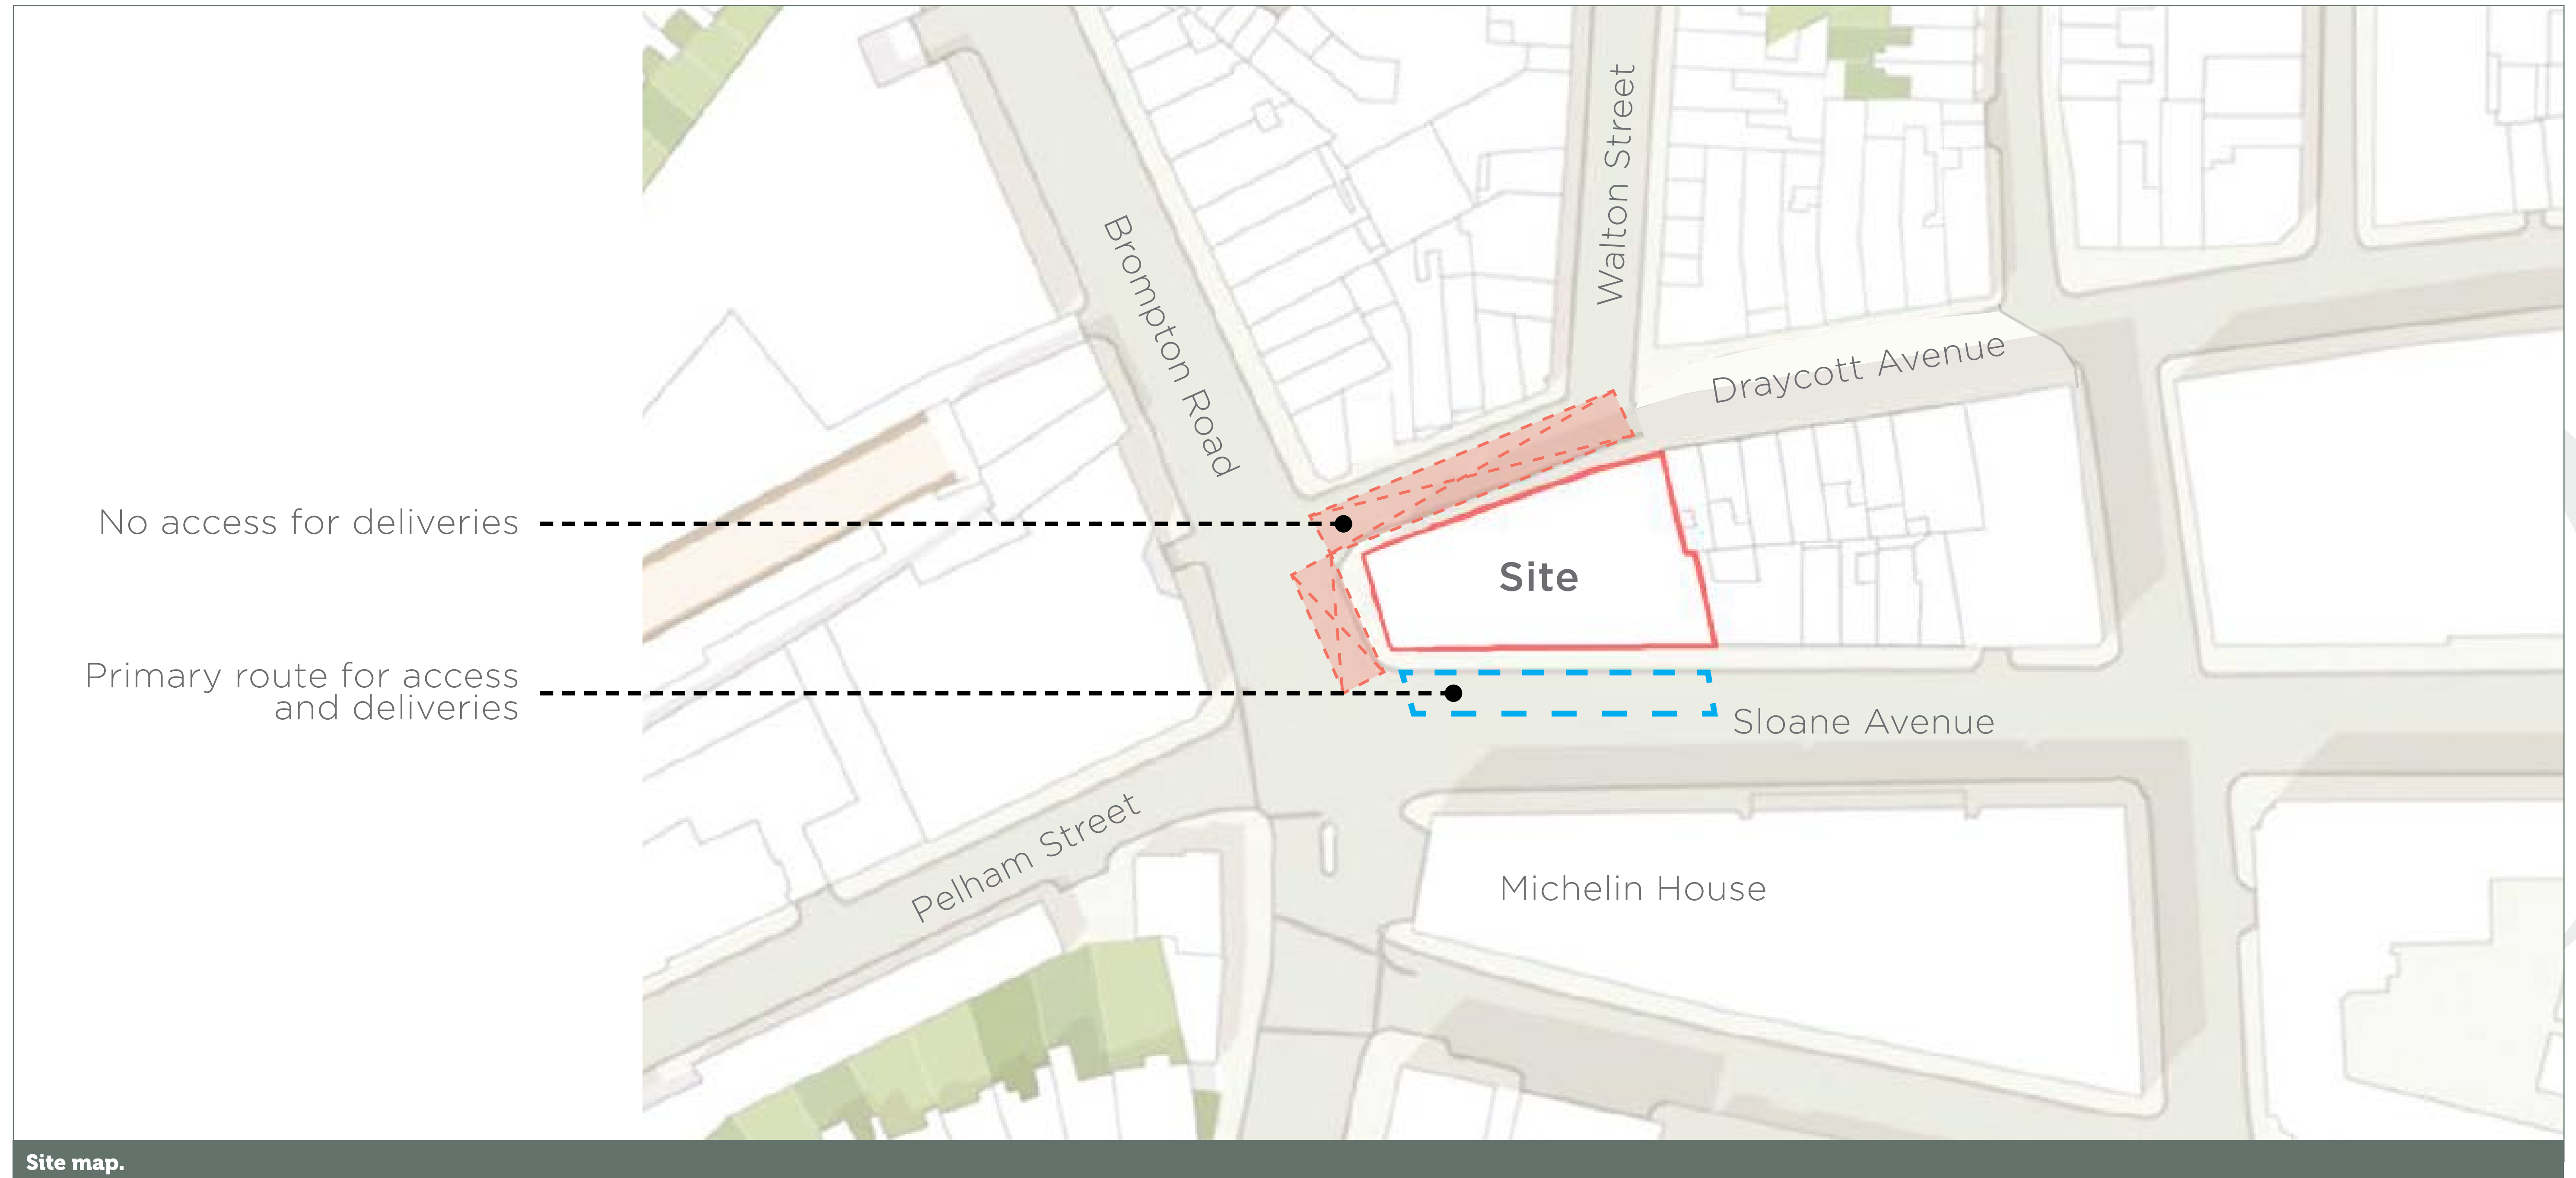 Walton Street
Brompton Road
Draycott Avenue
No access for deliveries
Site
Primary route for access
and deliveries
Sloane Avenue
Pelham Street
Michelin House
Site map.